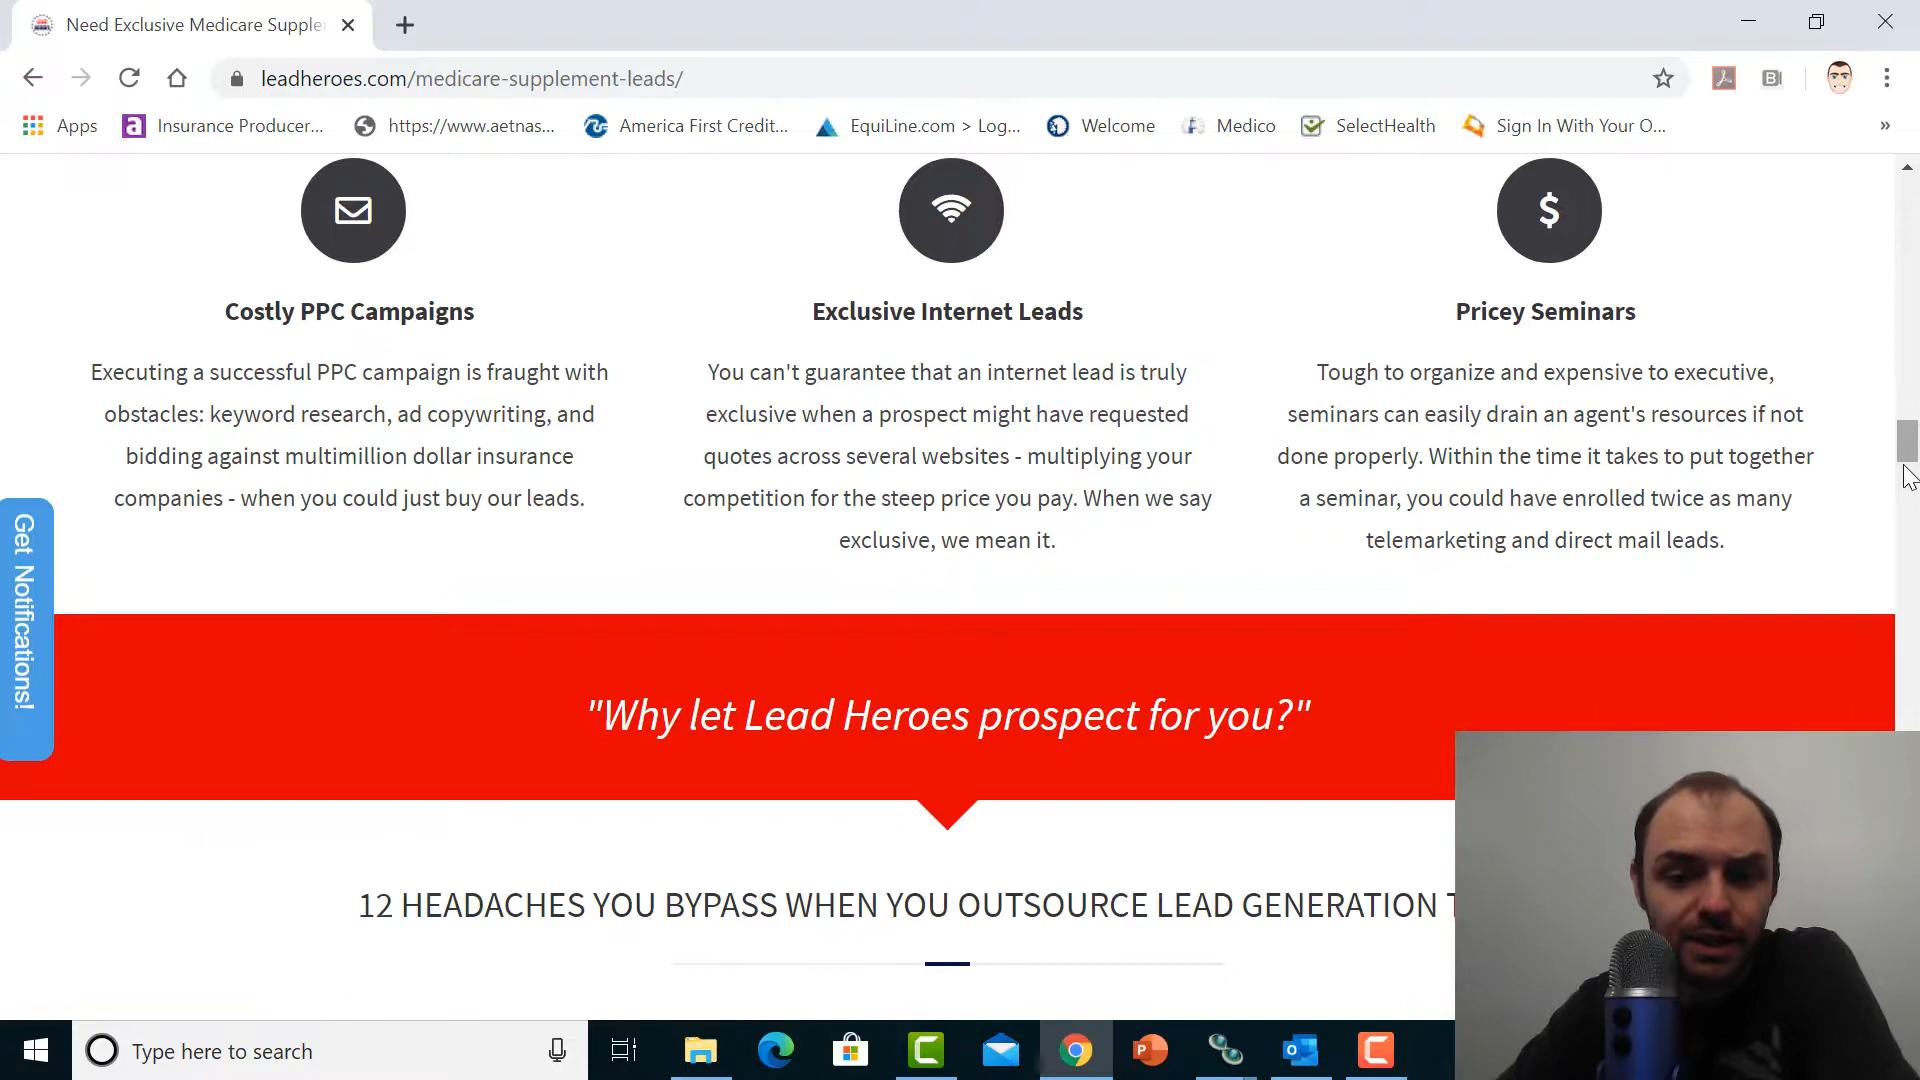 Need Exclusive Medicare Supple
leadheroes.com/medicare-supplement-leads/
Apps
Insurance Producer...
https://www.aetnas...
America First Credit...
EquiLine.com > Log...
Welcome
Medico
SelectHealth
Sign In With Your O...
»
Costly PPC Campaigns
Executing a successful PPC campaign is fraught with
obstacles: keyword research, ad copywriting, and
bidding against multimillion dollar insurance
companies - when you could just buy our leads.
Exclusive Internet Leads
You can't guarantee that an internet lead is truly
exclusive when a prospect might have requested
quotes across several websites - multiplying your
competition for the steep price you pay. When we say
exclusive, we mean it.
Pricey Seminars
Tough to organize and expensive to executive,
seminars can easily drain an agent's resources if not
done properly. Within the time it takes to put together
a seminar, you could have enrolled twice as many
telemarketing and direct mail leads.
Get Notifications!
"Why let Lead Heroes prospect for you?"
12 HEADACHES YOU BYPASS WHEN YOU OUTSOURCE LEAD GENERATION T
Type here to search